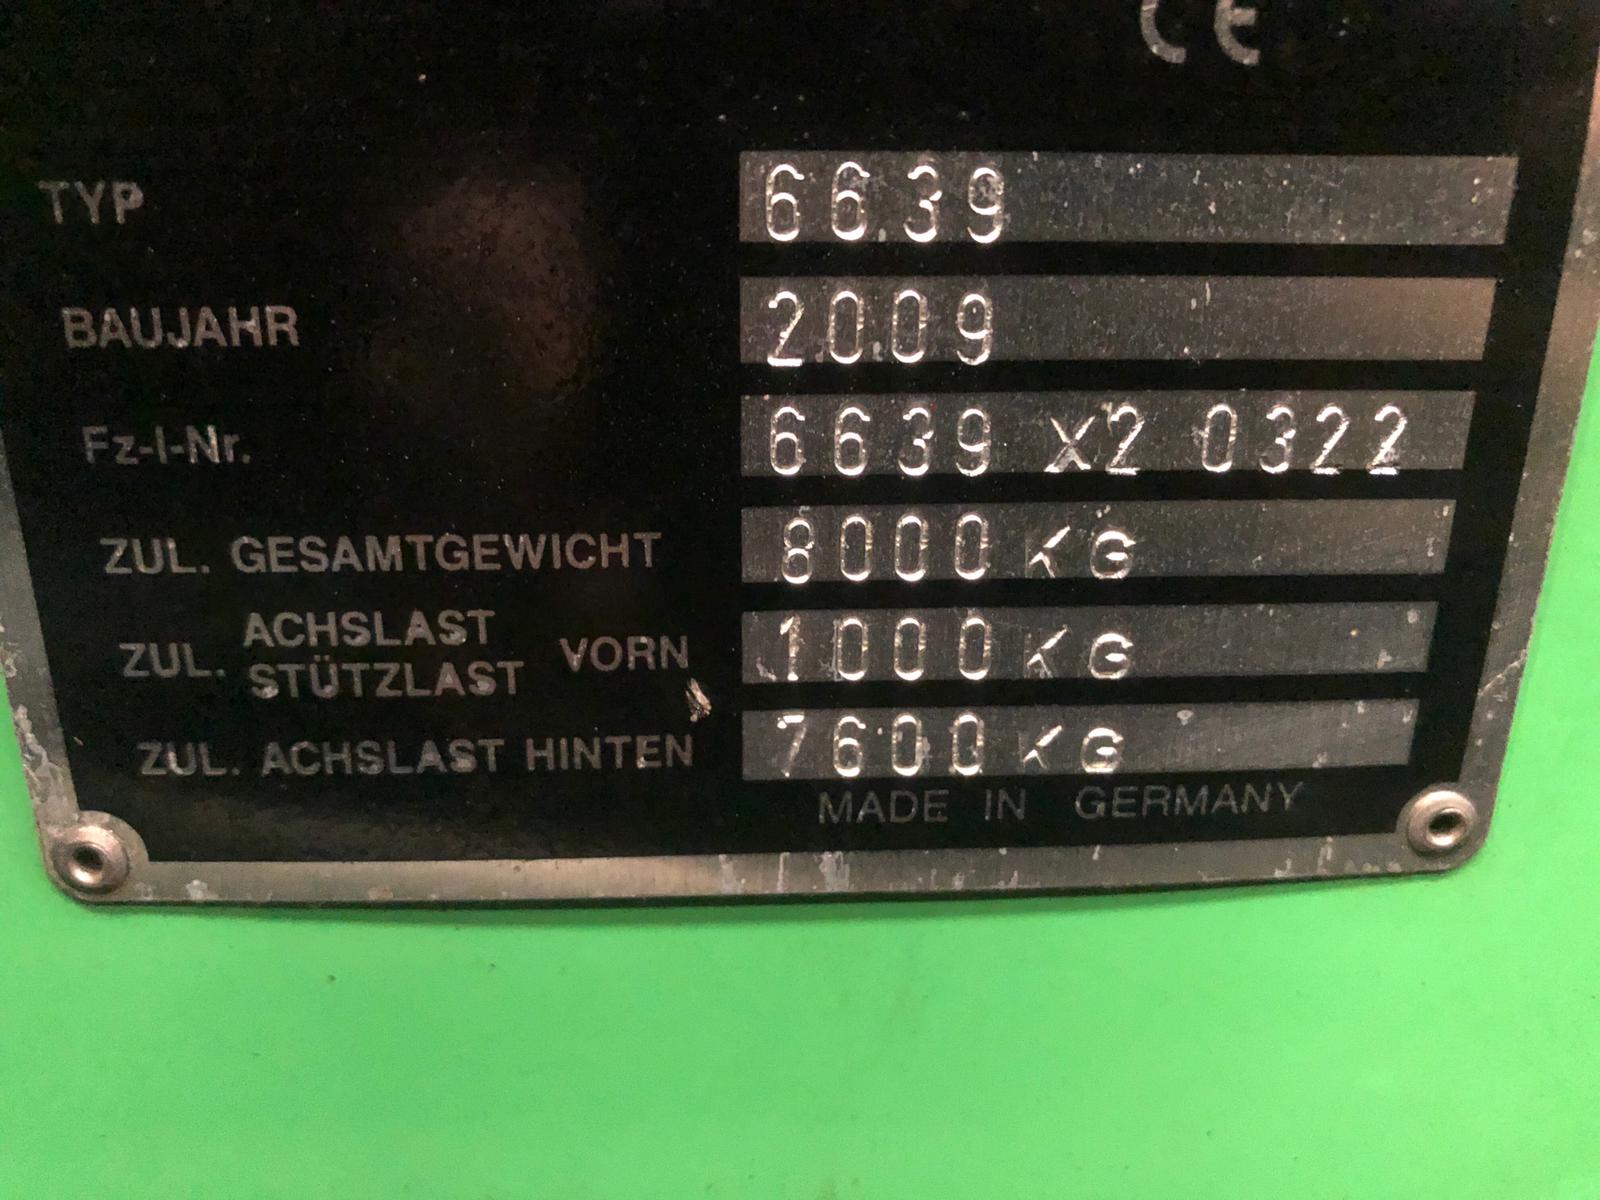 CE
TYP 6639
BAUJAHR 2009
Fz-I-Nr. 6639 X2 0322
ZUL. GESAMTGEWICHT 8000 KG
ZUL. ACHSLAST STÜTZLAST VORN 1000 KG
ZUL. ACHSLAST HINTEN 7600 KG
MADE IN GERMANY